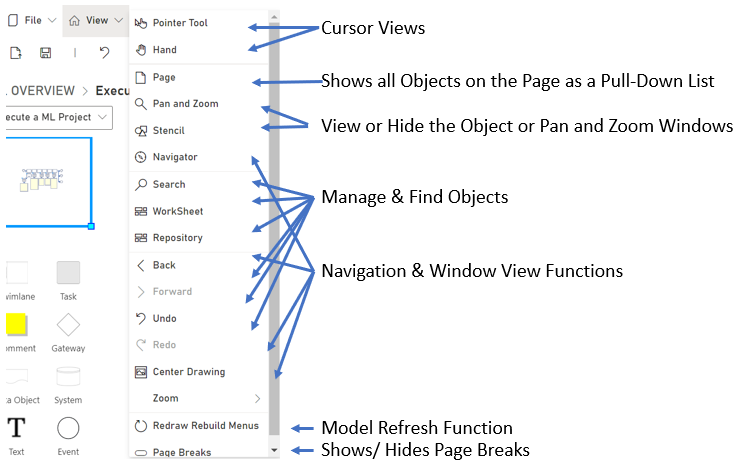 File View
Pointer Tool
Cursor Views
Hand
OVERVIEW > Execu
Page
Shows all Objects on the Page as a Pull-Down List
ecute a ML Project
Pan and Zoom
View or Hide the Object or Pan and Zoom Windows
Stencil
Navigator
Search
Manage & Find Objects
WorkSheet
Repository
Back
Navigation & Window View Functions
wimlane Task
Forward
Undo
omment Gateway
Redo
Center Drawing
ta Object System
Zoom
Redraw Rebuild Menus
Model Refresh Function
Text Event
Page Breaks
Shows/ Hides Page Breaks